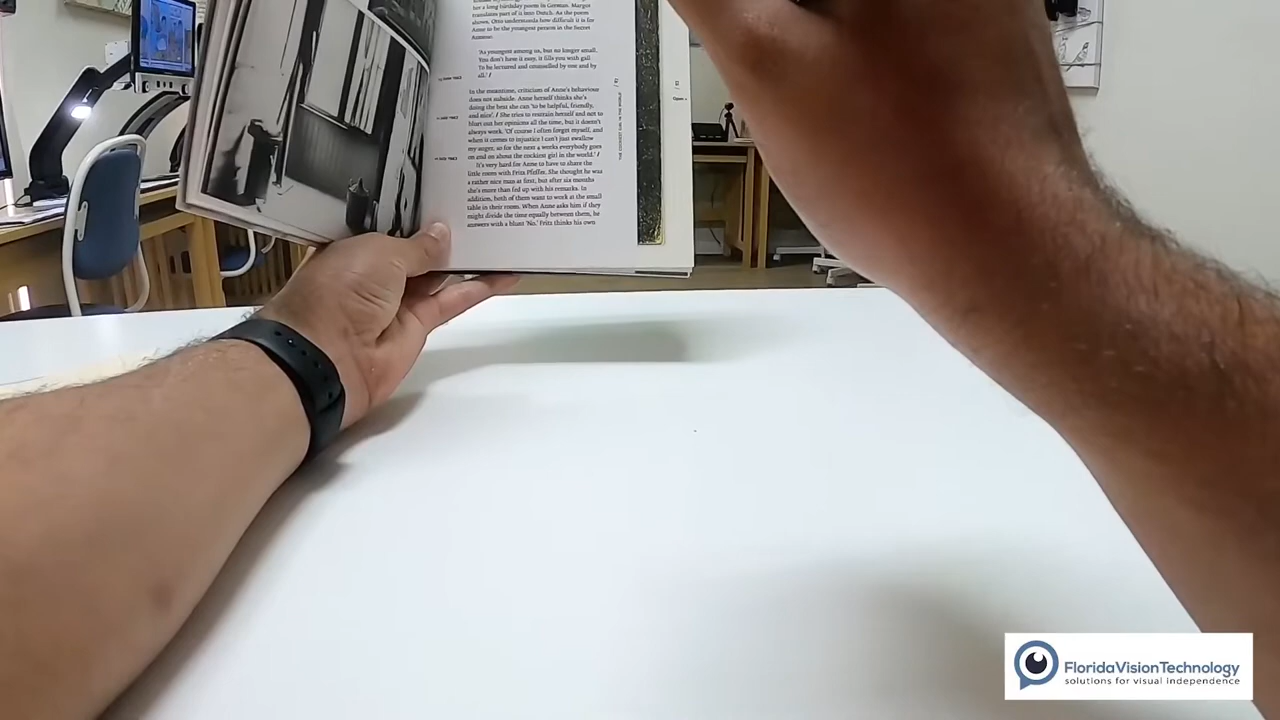 her a long birthday poem in German. Margot
translates part of it into Dutch. As the poem
shows, Otto understands how difficult it is for
Anne to be the youngest person in the Secret
Annexe:
'As youngest among us, but no longer small,
You don't have it easy, it fills you with gall
To be lectured and counselled by one and by
all.' /
In the meantime, criticism of Anne's behaviour
does not subside. Anne herself thinks she's
doing the best she can 'to be helpful, friendly,
and nice'. / She tries to restrain herself and not to
blurt out her opinions all the time, but it doesn't
always work. 'Of course I often forget myself, and
when it comes to injustice I can't just swallow
my anger, so for the next 4 weeks everybody goes
on and on about the cockiest girl in the world.' /
It's very hard for Anne to have to share the
little room with Fritz Pfeffer. She thought he was
a rather nice man at first, but after six months
she's more than fed up with his remarks. In
addition, both of them want to work at the small
table in their room. When Anne asks him if they
might divide the time equally between them, he
answers with a blunt 'No.' Fritz thinks his own
Open »
FloridaVisionTechnology
solutions for visual independence